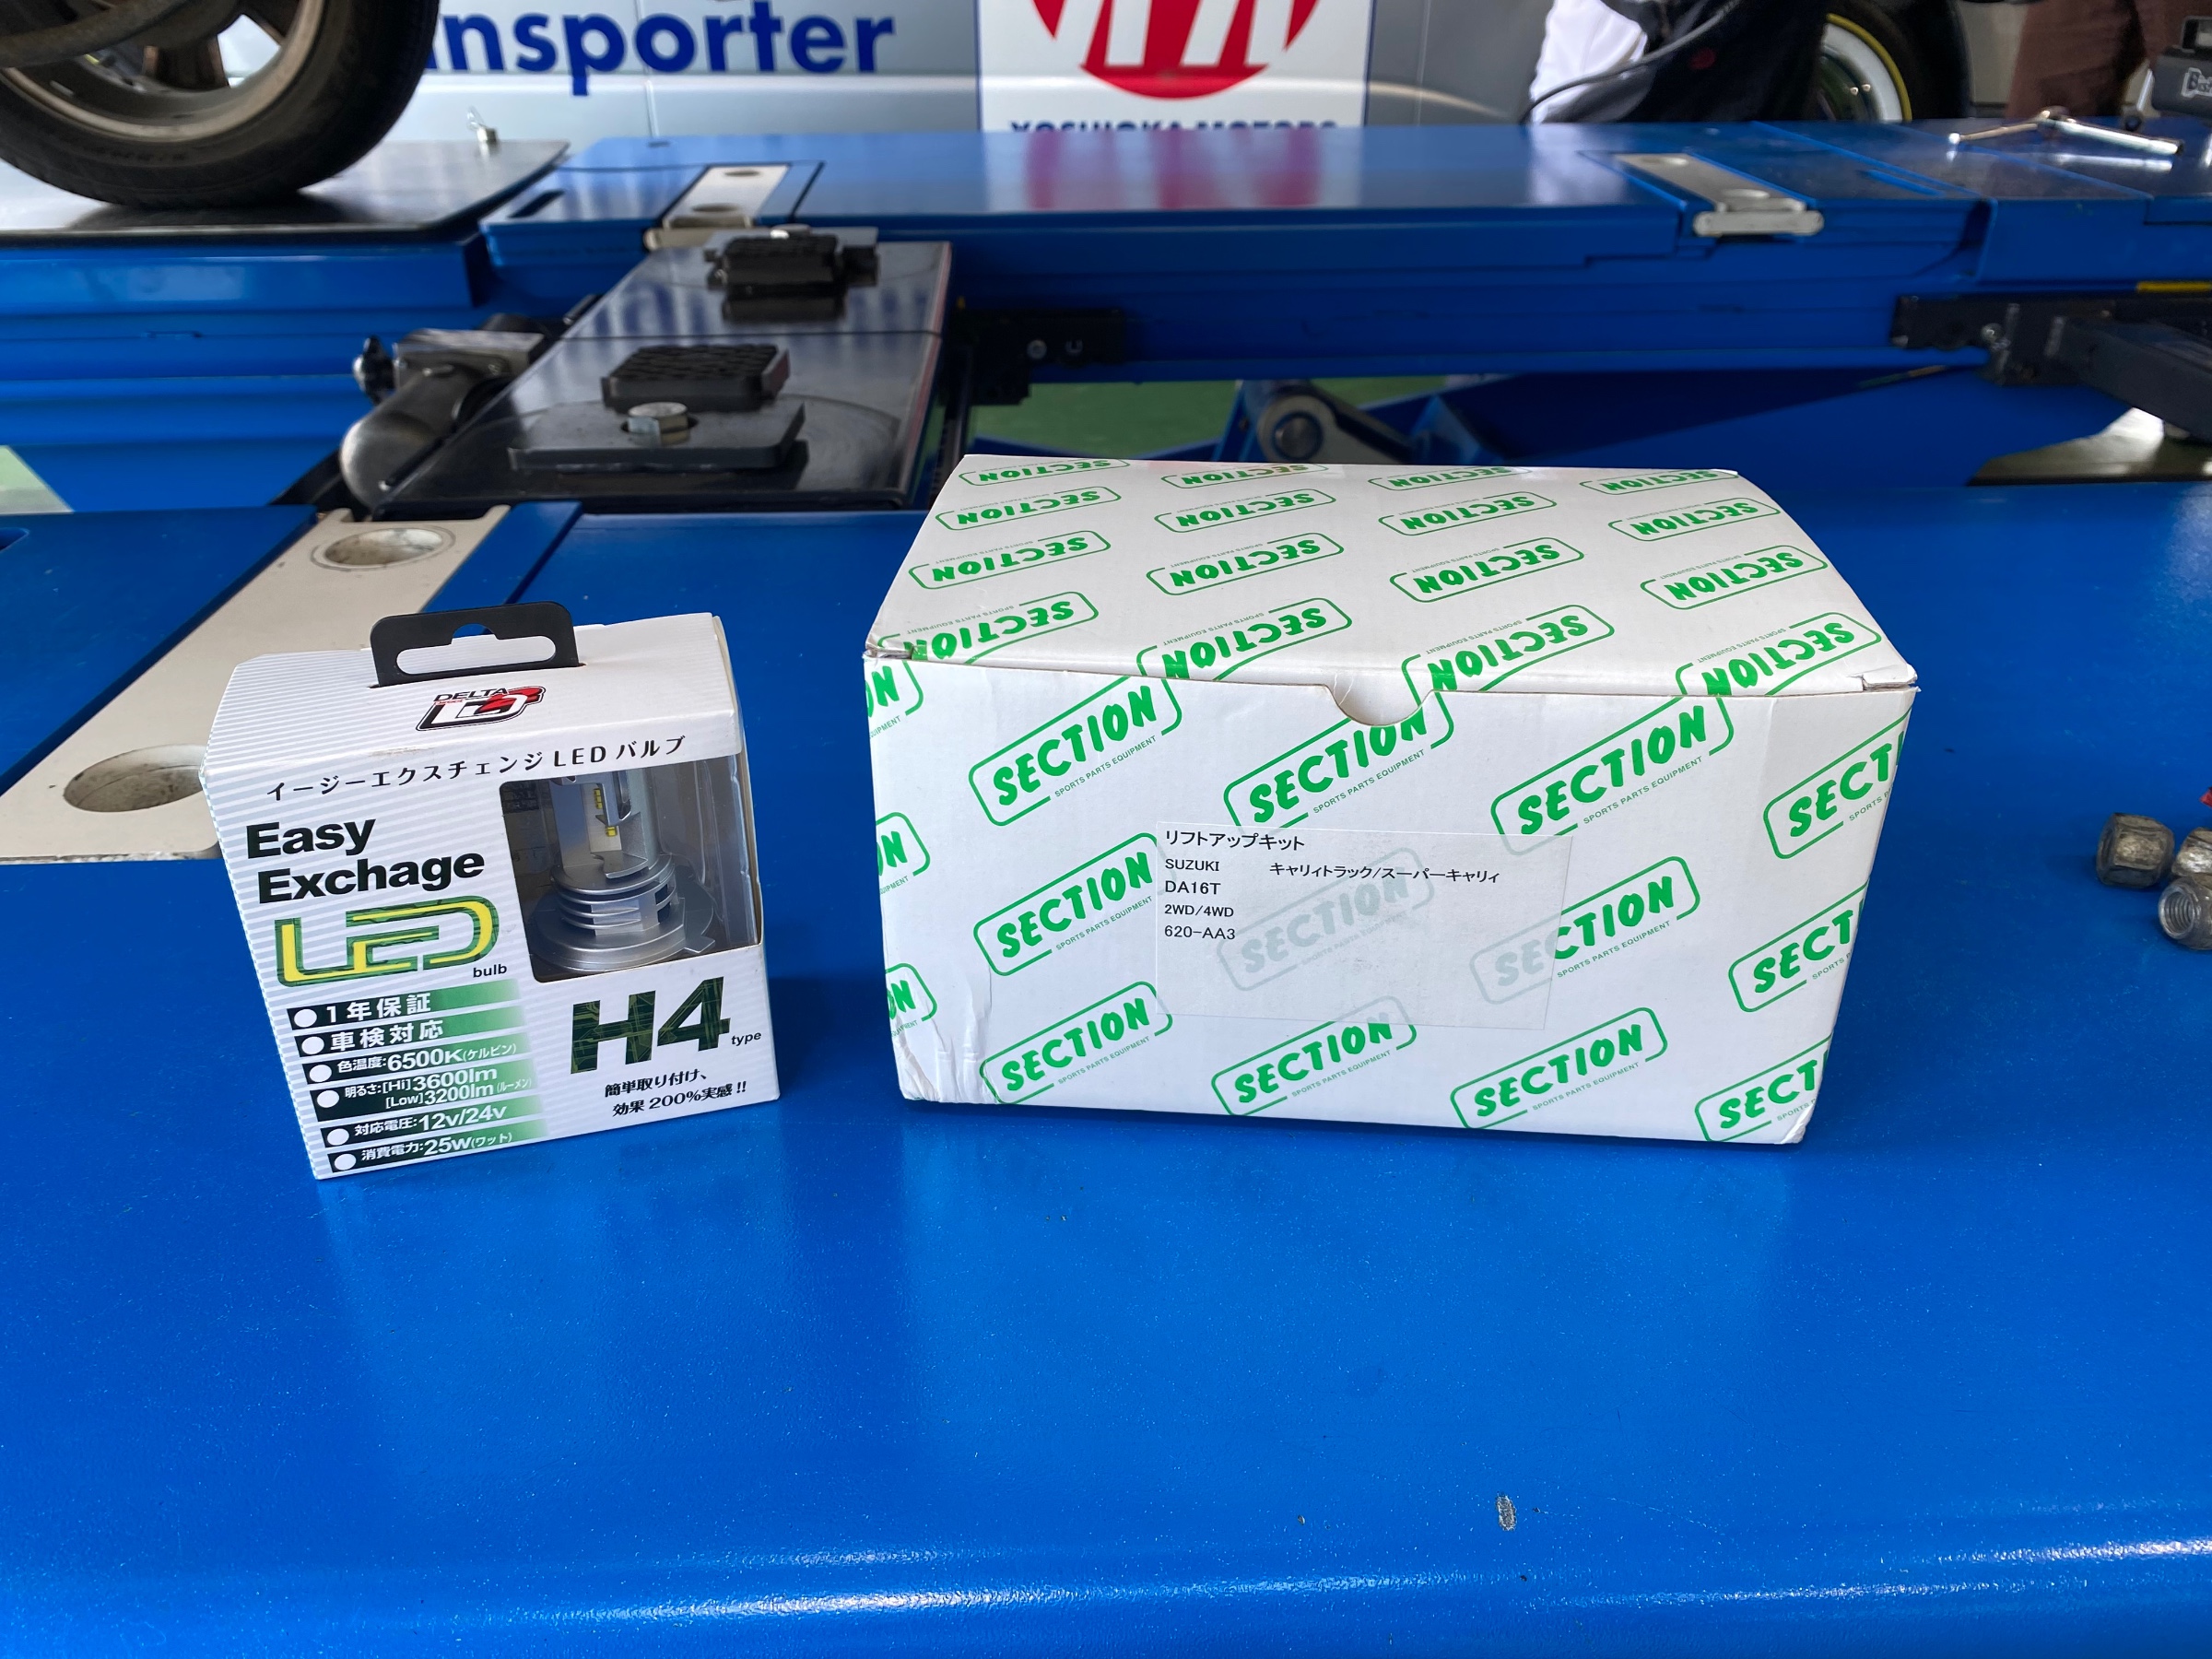 nsporter
YOSHIOKA MOTORS
DELTA
D2
イージーエクスチェンジ LED バルブ
Easy
Exchage
LED
bulb
H4
type
1年保証
車検対応
色温度:6500K(ケルビン)
明るさ:[Hi]3600lm
[Low]3200lm(ルーメン)
対応電圧:12v/24v
消費電力:25W(ワット)
簡単取り付け、
効果 200%実感!!
SECTION
SPORTS PARTS EQUIPMENT
リフトアップキット
SUZUKI キャリィトラック/スーパーキャリィ
DA16T
2WD/4WD
620-AA3